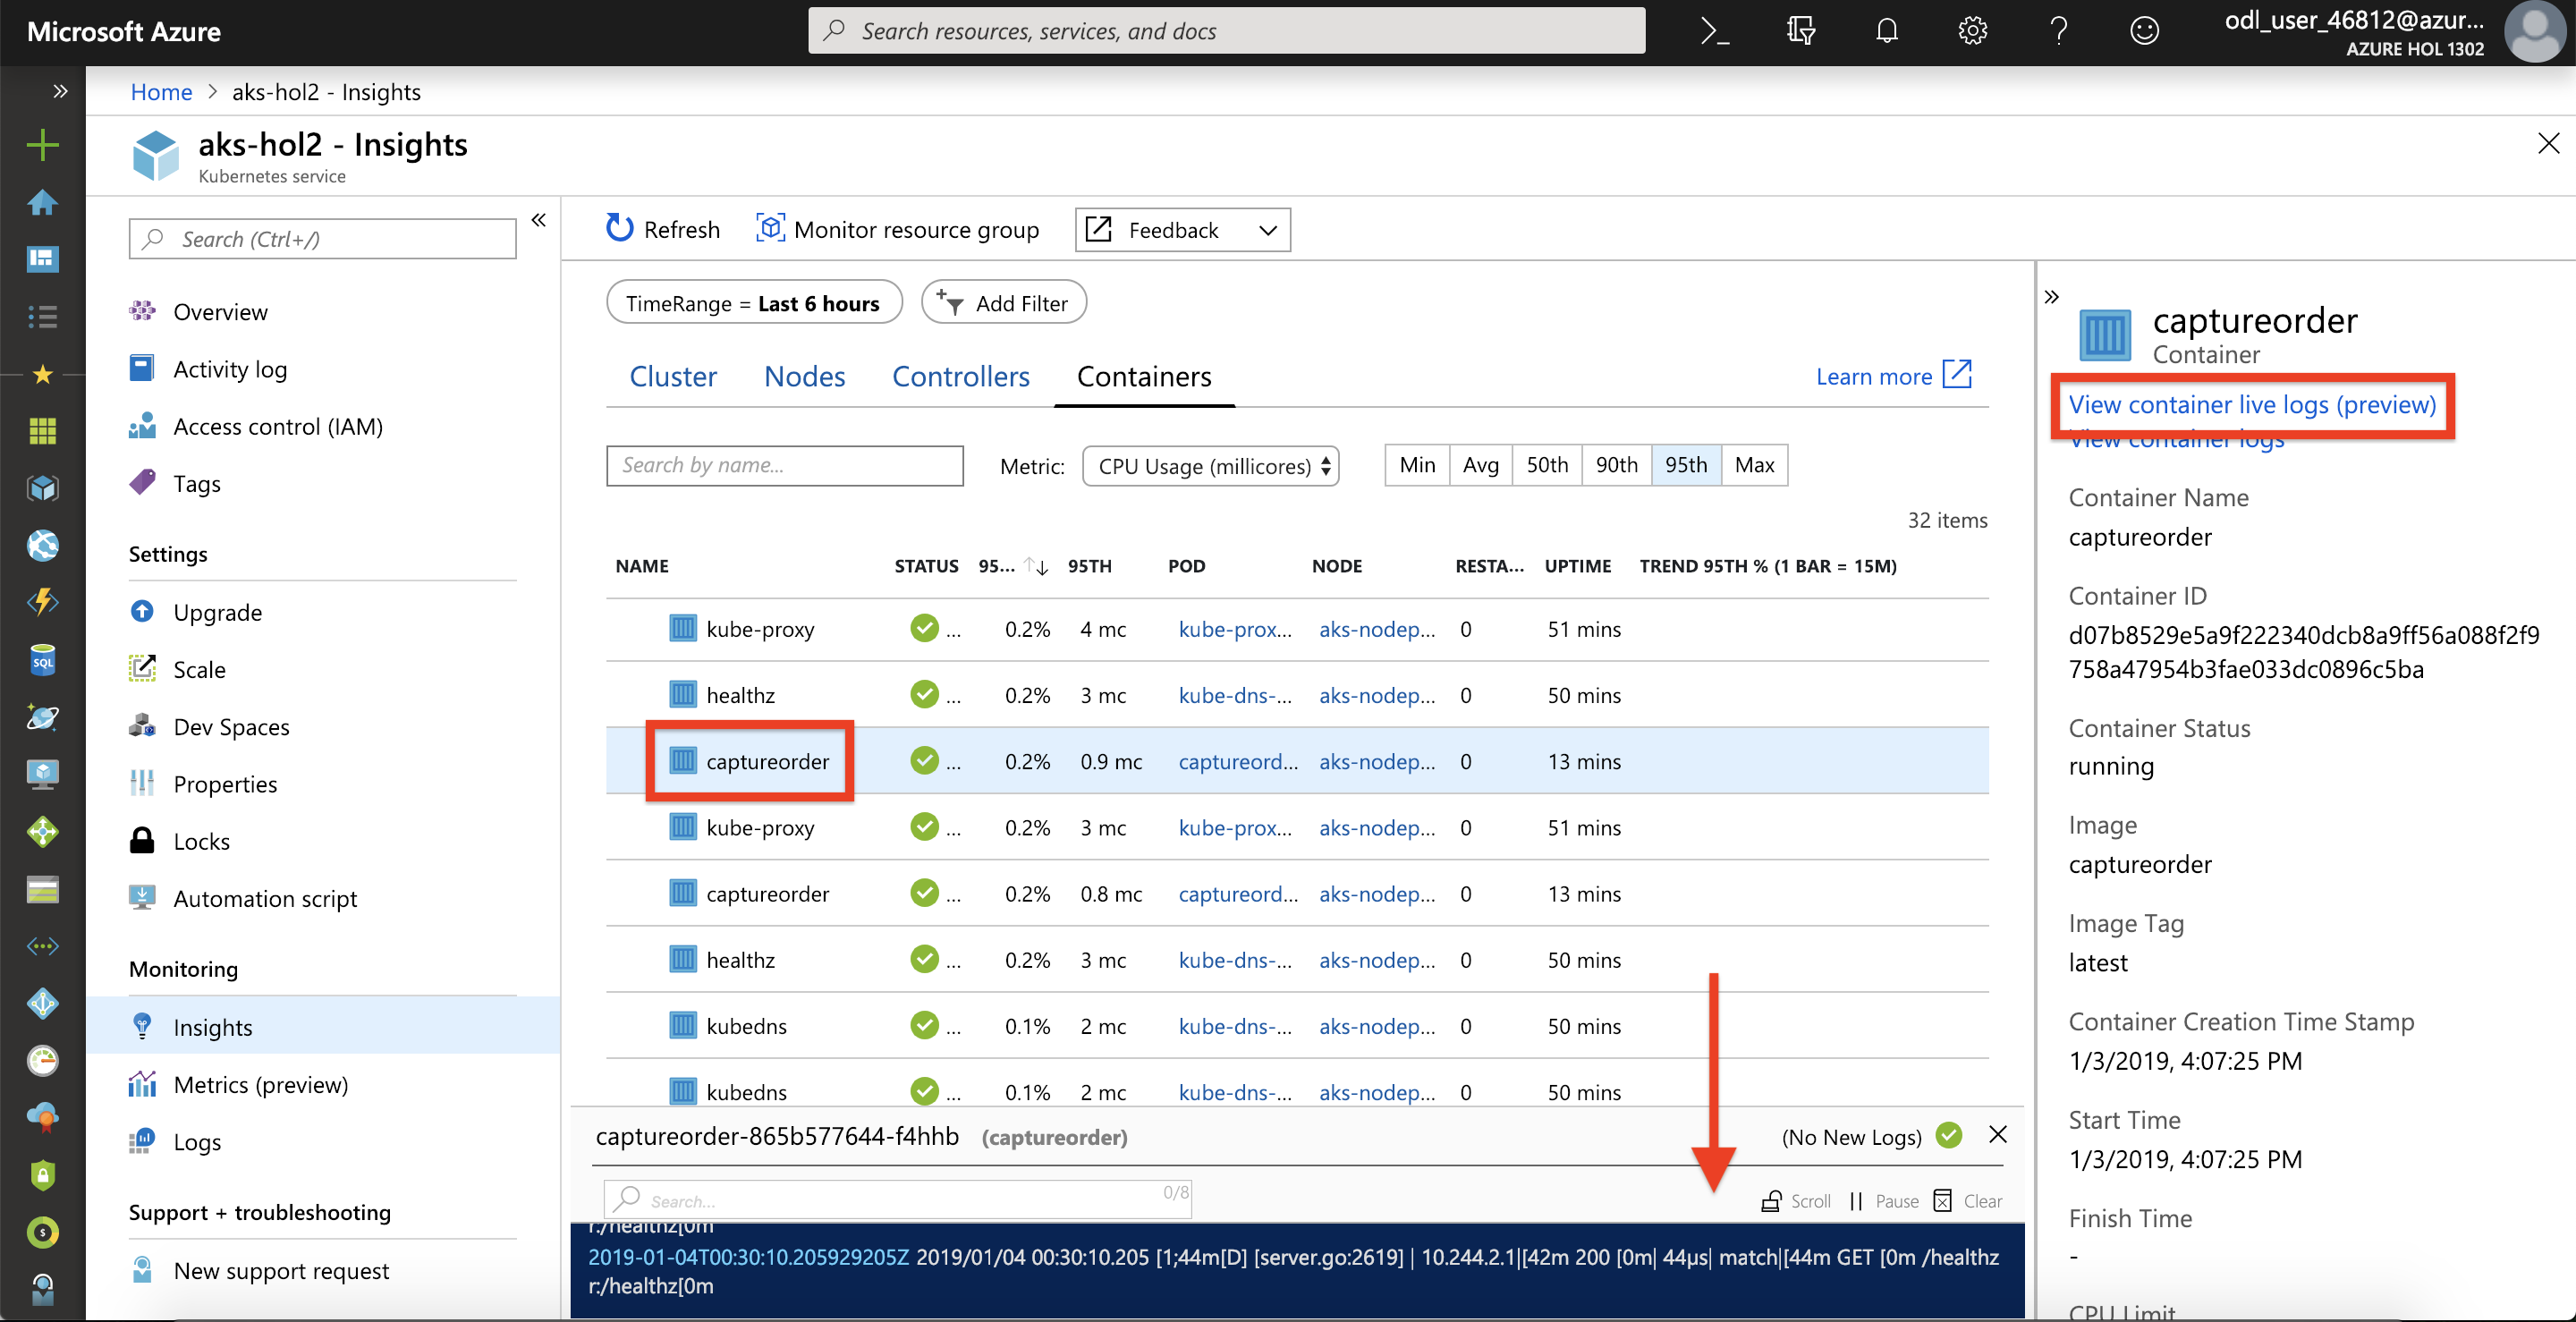 Microsoft Azure
Search resources, services, and docs
odl_user_46812@azur...
AZURE HOL 1302
Home > aks-hol2 - Insights
aks-hol2 - Insights
Kubernetes service
Search (Ctrl+/)
Overview
Activity log
Access control (IAM)
Tags
Settings
Upgrade
Scale
Dev Spaces
Properties
Locks
Automation script
Monitoring
Insights
Metrics (preview)
Logs
Support + troubleshooting
New support request
SQL
Refresh
Monitor resource group
Feedback
TimeRange = Last 6 hours
Add Filter
Cluster Nodes Controllers Containers
Learn more
Search by name...
Metric: CPU Usage (millicores)
Min Avg 50th 90th 95th Max
32 items
NAME STATUS 95... 95TH POD NODE RESTA... UPTIME TREND 95TH % (1 BAR = 15M)
kube-proxy ... 0.2% 4 mc kube-prox... aks-nodep... 0 51 mins
healthz ... 0.2% 3 mc kube-dns-... aks-nodep... 0 50 mins
captureorder ... 0.2% 0.9 mc captureord... aks-nodep... 0 13 mins
kube-proxy ... 0.2% 3 mc kube-prox... aks-nodep... 0 51 mins
captureorder ... 0.2% 0.8 mc captureord... aks-nodep... 0 13 mins
healthz ... 0.2% 3 mc kube-dns-... aks-nodep... 0 50 mins
kubedns ... 0.1% 2 mc kube-dns-... aks-nodep... 0 50 mins
kubedns ... 0.1% 2 mc kube-dns-... aks-nodep... 0 50 mins
captureorder-865b577644-f4hhb (captureorder)
(No New Logs)
Search...
0/8
Scroll Pause Clear
r:/healthz[0m
2019-01-04T00:30:10.205929205Z 2019/01/04 00:30:10.205 [1;44m[D] [server.go:2619] | 10.244.2.1|[42m 200 [0m| 44µs| match|[44m GET [0m /healthz
r:/healthz[0m
captureorder
Container
View container live logs (preview)
View container logs
Container Name
captureorder
Container ID
d07b8529e5a9f222340dcb8a9ff56a088f2f9
758a47954b3fae033dc0896c5ba
Container Status
running
Image
captureorder
Image Tag
latest
Container Creation Time Stamp
1/3/2019, 4:07:25 PM
Start Time
1/3/2019, 4:07:25 PM
Finish Time
-
CPU Limit